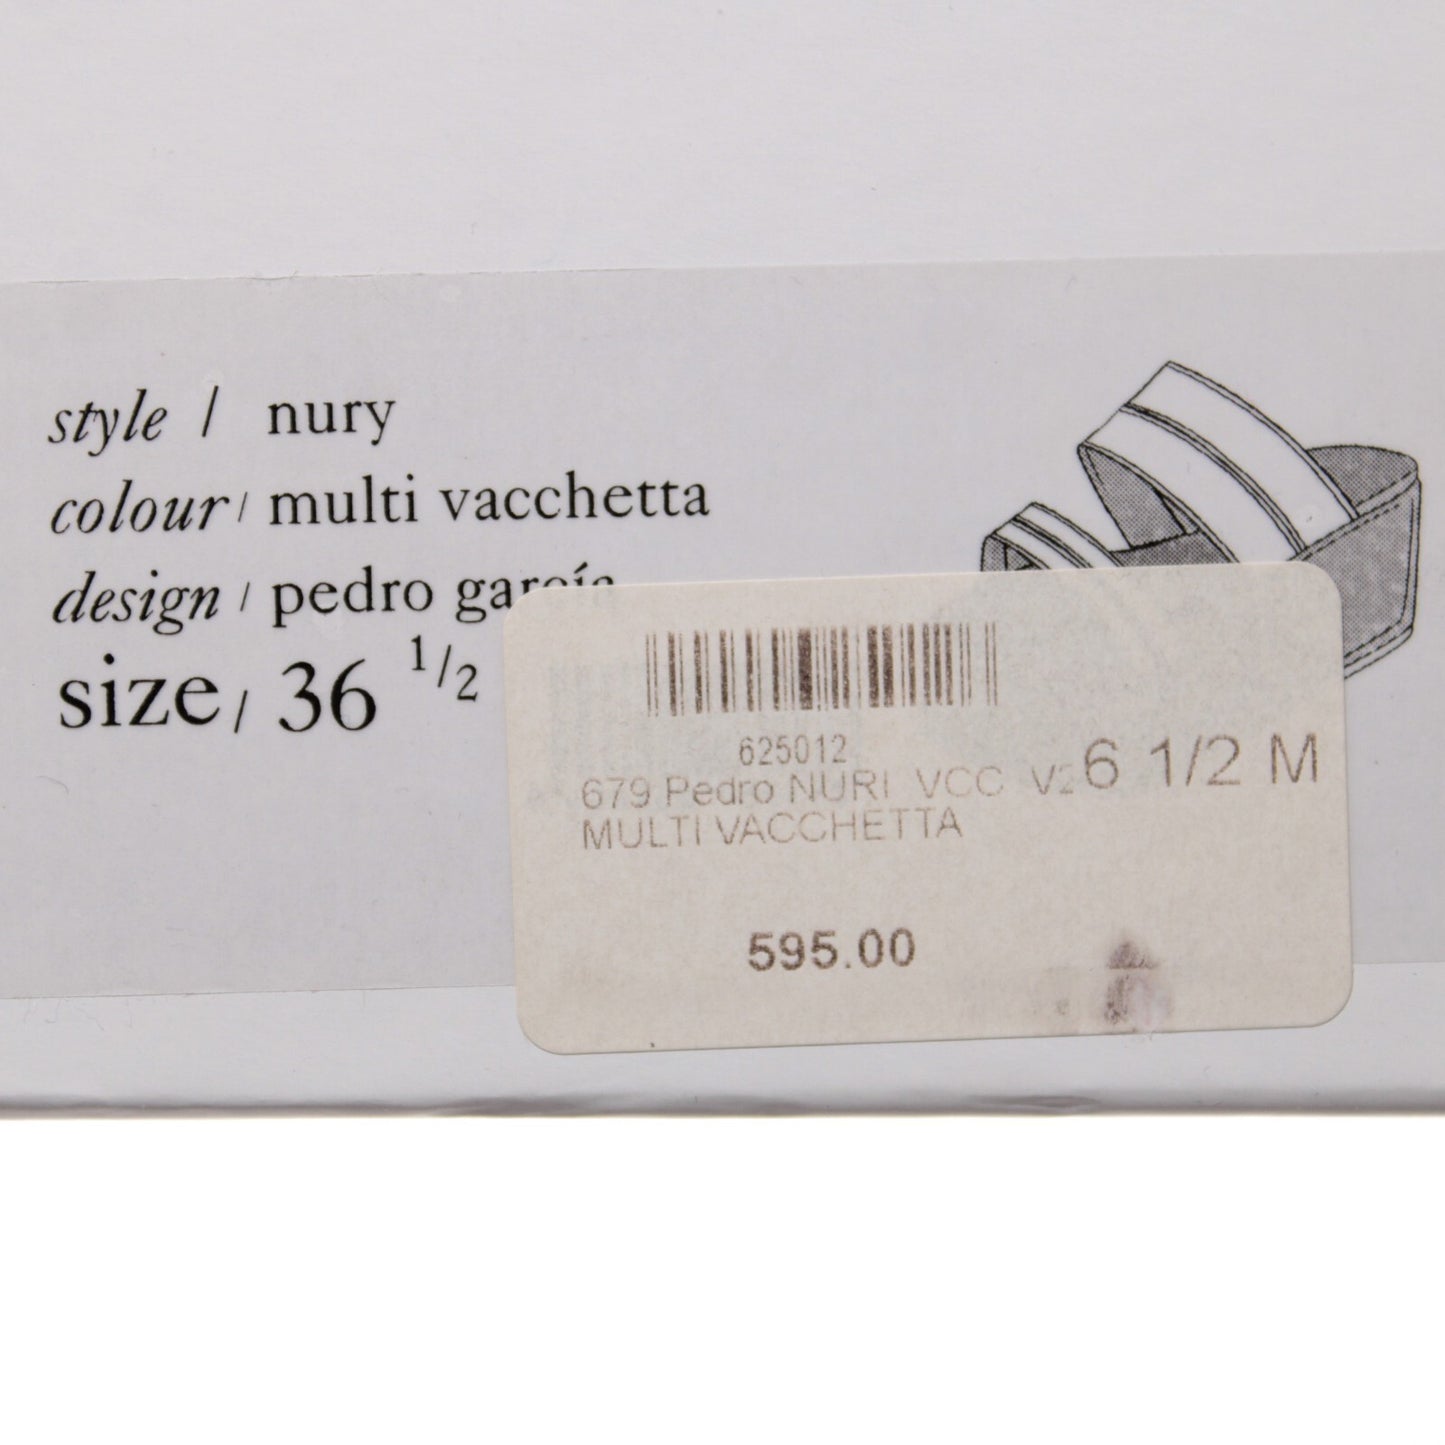 style / nury
colour / multi vacchetta
design / pedro garcía
size / 36 1/2
625012
679 Pedro NURI VCC V2 6 1/2 M
MULTI VACCHETTA
595.00